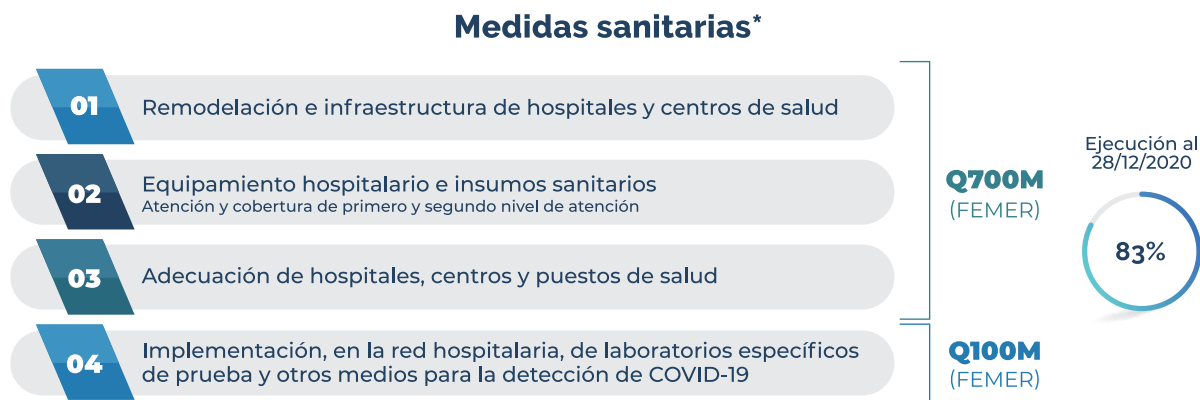 Medidas sanitarias*
01
Remodelación e infraestructura de hospitales y centros de salud
02
Equipamiento hospitalario e insumos sanitarios
Atención y cobertura de primero y segundo nivel de atención
03
Adecuación de hospitales, centros y puestos de salud
Q700M
(FEMER)
Ejecución al
28/12/2020
83%
04
Implementación, en la red hospitalaria, de laboratorios específicos
de prueba y otros medios para la detección de COVID-19
Q100M
(FEMER)